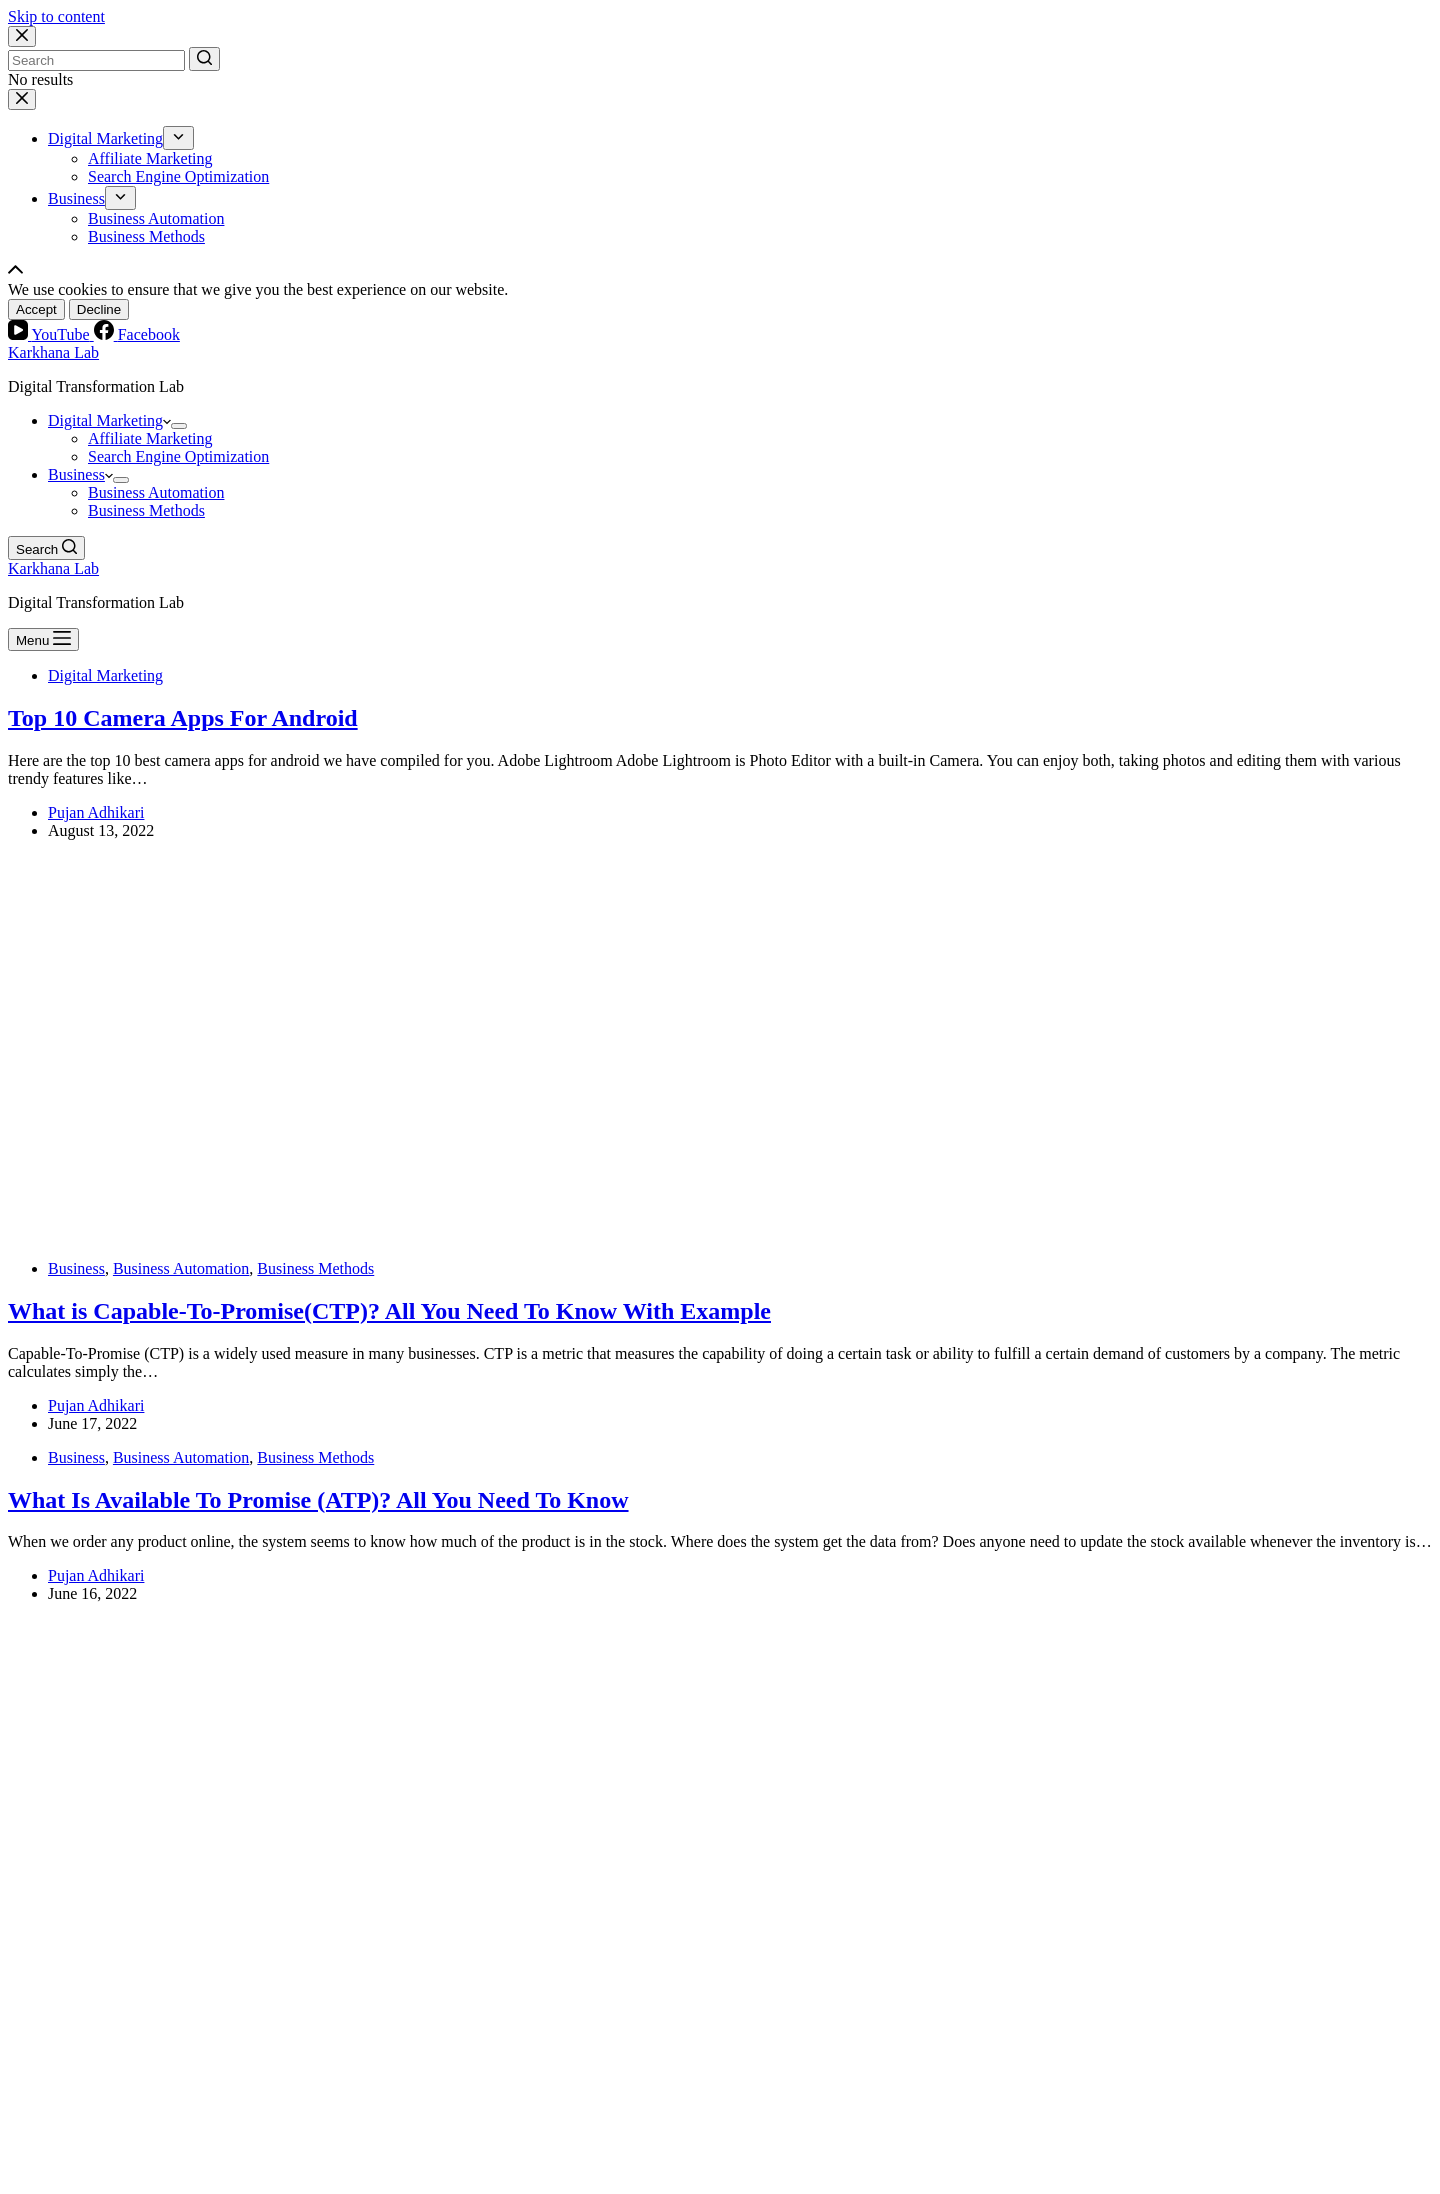 Skip to content
Search
No results
Digital Marketing
Affiliate Marketing
Search Engine Optimization
Business
Business Automation
Business Methods
We use cookies to ensure that we give you the best experience on our website.
Accept Decline
YouTube Facebook
Karkhana Lab
Digital Transformation Lab
Digital Marketing
Affiliate Marketing
Search Engine Optimization
Business
Business Automation
Business Methods
Search
Karkhana Lab
Digital Transformation Lab
Menu
Digital Marketing
Top 10 Camera Apps For Android
Here are the top 10 best camera apps for android we have compiled for you. Adobe Lightroom Adobe Lightroom is Photo Editor with a built-in Camera. You can enjoy both, taking photos and editing them with various
trendy features like…
Pujan Adhikari
August 13, 2022
Business, Business Automation, Business Methods
What is Capable-To-Promise(CTP)? All You Need To Know With Example
Capable-To-Promise (CTP) is a widely used measure in many businesses. CTP is a metric that measures the capability of doing a certain task or ability to fulfill a certain demand of customers by a company. The metric
calculates simply the…
Pujan Adhikari
June 17, 2022
Business, Business Automation, Business Methods
What Is Available To Promise (ATP)? All You Need To Know
When we order any product online, the system seems to know how much of the product is in the stock. Where does the system get the data from? Does anyone need to update the stock available whenever the inventory is…
Pujan Adhikari
June 16, 2022